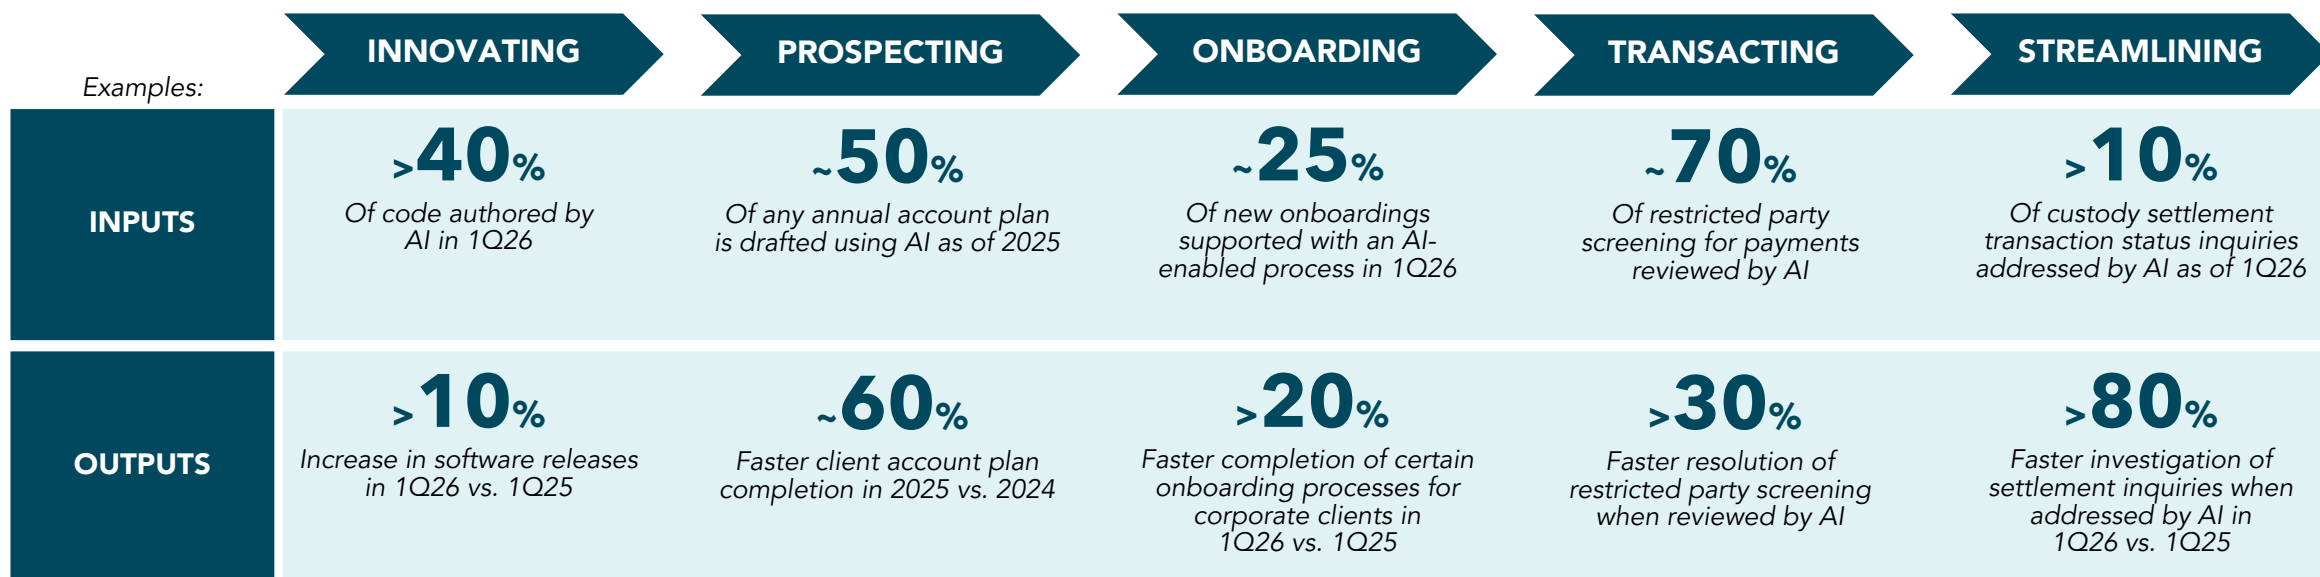 INNOVATING
PROSPECTING
ONBOARDING
TRANSACTING
STREAMLINING
Examples:
INPUTS
>40%
Of code authored by
AI in 1Q26
~50%
Of any annual account plan
is drafted using AI as of 2025
~25%
Of new onboardings
supported with an AI-
enabled process in 1Q26
~70%
Of restricted party
screening for payments
reviewed by AI
>10%
Of custody settlement
transaction status inquiries
addressed by AI as of 1Q26
OUTPUTS
>10%
Increase in software releases
in 1Q26 vs. 1Q25
~60%
Faster client account plan
completion in 2025 vs. 2024
>20%
Faster completion of certain
onboarding processes for
corporate clients in
1Q26 vs. 1Q25
>30%
Faster resolution of
restricted party screening
when reviewed by AI
>80%
Faster investigation of
settlement inquiries when
addressed by AI in
1Q26 vs. 1Q25